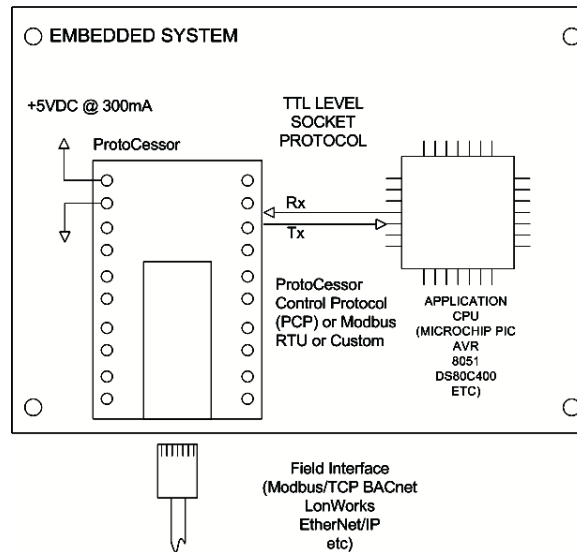 EMBEDDED SYSTEM
+5VDC @ 300mA
TTL LEVEL
SOCKET
PROTOCOL
ProtoCessor
Rx
Tx
ProtoCessor
Control Protocol
(PCP) or Modbus
RTU or Custom
APPLICATION
CPU
(MICROCHIP PIC
AVR
8051
DS80C400
ETC)
Field Interface
(Modbus/TCP BACnet
LonWorks
EtherNet/IP
etc)